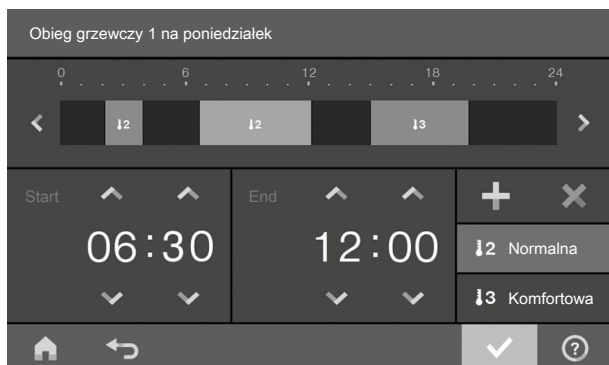 Obieg grzewczy 1 na poniedziałek
0 6 12 18 24
2 2 3
Start 06:30 End 12:00
2 Normalna
3 Komfortowa
?